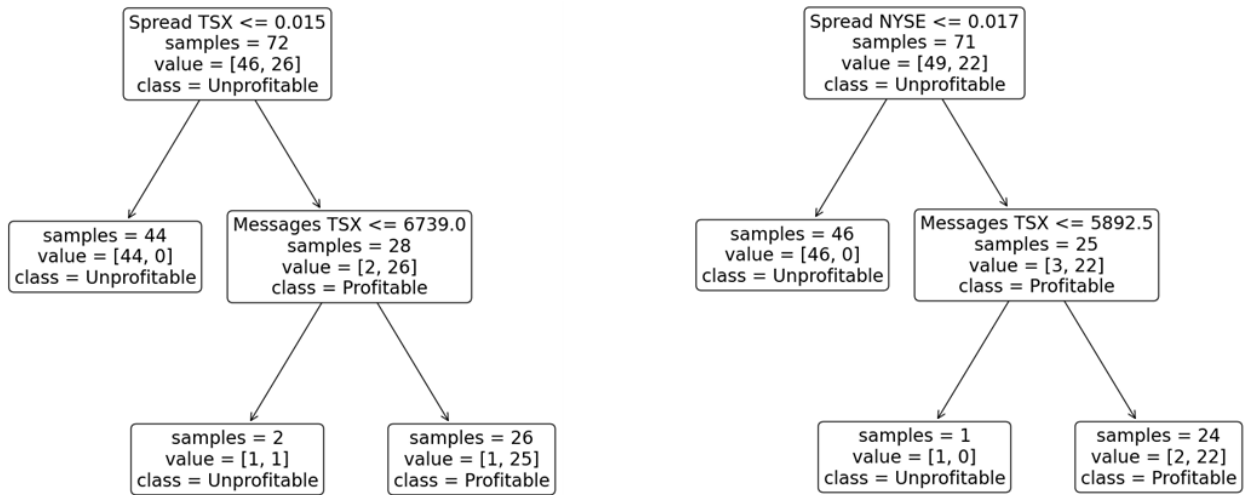 Spread TSX <= 0.015
samples = 72
value = [46, 26]
class = Unprofitable
samples = 44
value = [44, 0]
class = Unprofitable
Messages TSX <= 6739.0
samples = 28
value = [2, 26]
class = Profitable
samples = 2
value = [1, 1]
class = Unprofitable
samples = 26
value = [1, 25]
class = Profitable
Spread NYSE <= 0.017
samples = 71
value = [49, 22]
class = Unprofitable
samples = 46
value = [46, 0]
class = Unprofitable
Messages TSX <= 5892.5
samples = 25
value = [3, 22]
class = Profitable
samples = 1
value = [1, 0]
class = Unprofitable
samples = 24
value = [2, 22]
class = Profitable